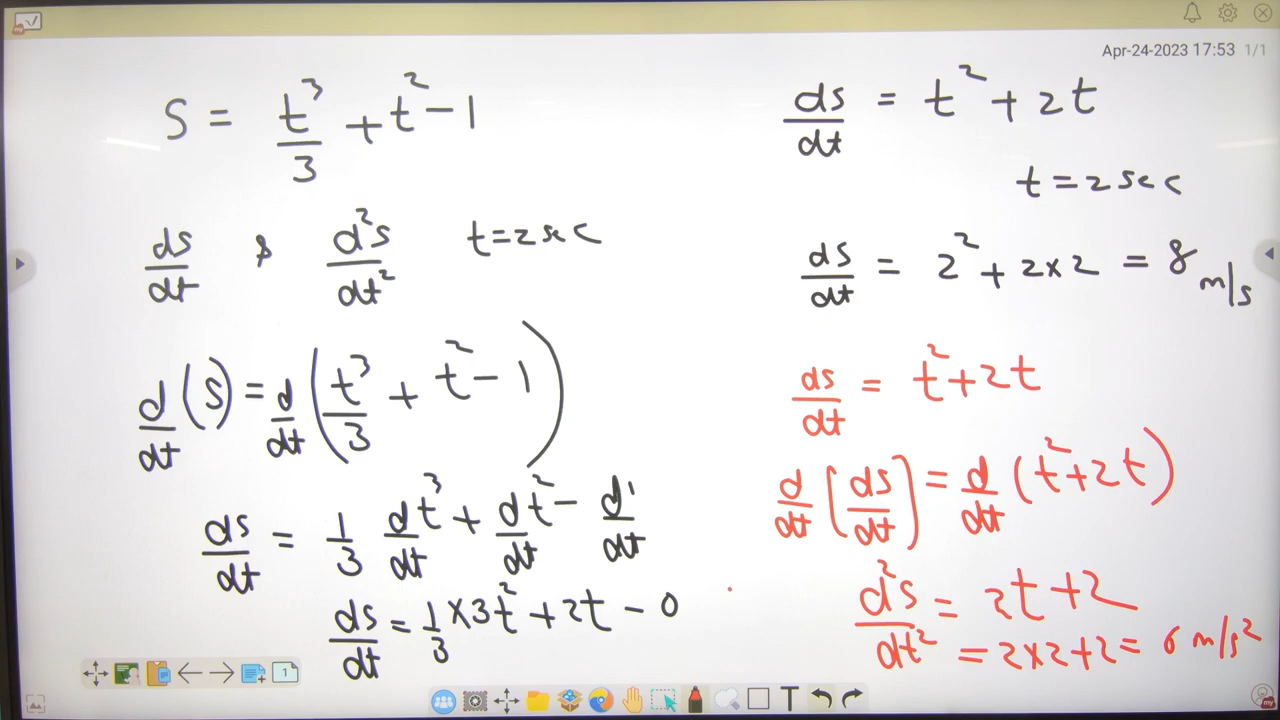 Apr-24-2023 17:53 1/1
S = t³/3 + t² - 1
ds/dt & d²s/dt² t=2sec
d/dt (S) = d/dt (t³/3 + t² - 1)
ds/dt = 1/3 dt³/dt + dt²/dt - d1/dt
ds/dt = 1/3 × 3t² + 2t - 0
ds/dt = t² + 2t
t = 2sec
ds/dt = 2² + 2×2 = 8 m/s
ds/dt = t² + 2t
d/dt [ds/dt] = d/dt (t² + 2t)
d²s/dt² = 2t + 2
= 2×2+2 = 6 m/s²
1
T
my
my